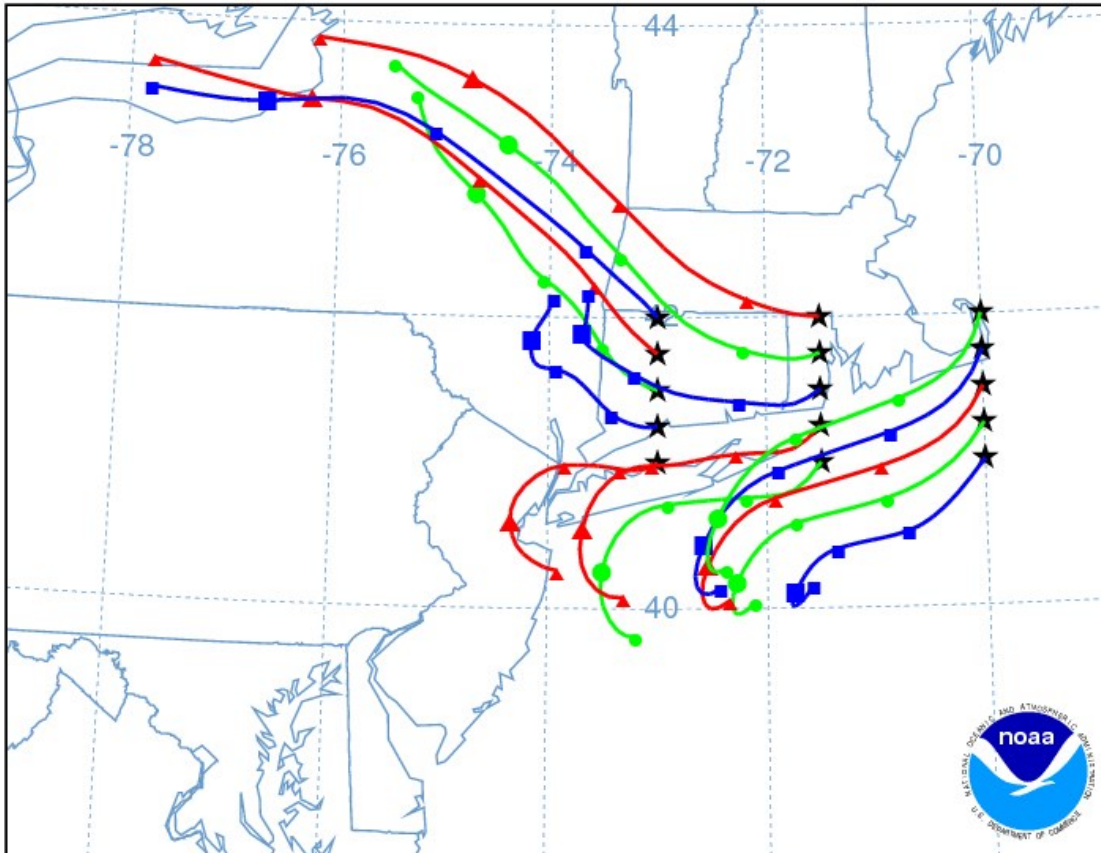 44
-78
-76
-74
-72
-70
40
noaa
NATIONAL OCEANIC AND ATMOSPHERIC ADMINISTRATION
U.S. DEPARTMENT OF COMMERCE